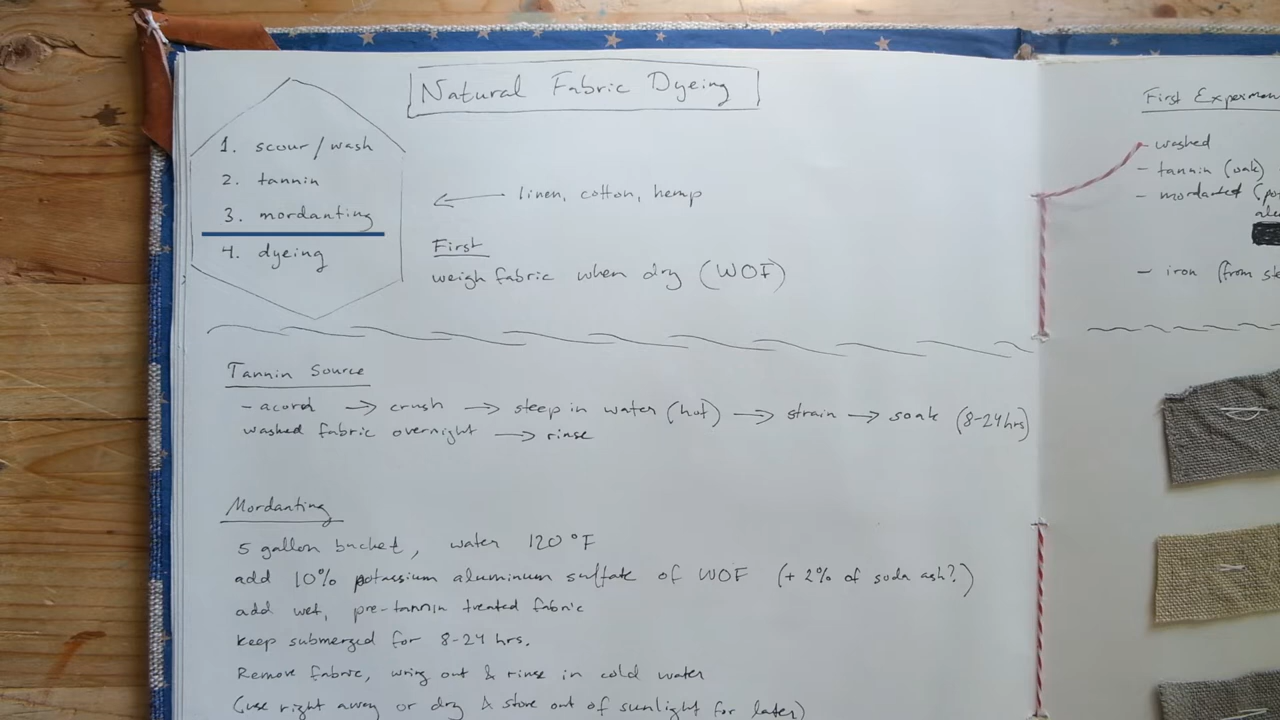 Natural Fabric Dyeing
1. scour/wash
2. tannin
3. mordanting
4. dyeing
linen, cotton, hemp
First
weigh fabric when dry (WOF)
Tannin Source
- acorn → crush → steep in water (hot) → strain → soak (8-24hrs)
washed fabric overnight → rinse
Mordanting
5 gallon bucket, water 120°F
add 10% potassium aluminum sulfate of WOF (+ 2% of soda ash?)
add wet, pre-tannin treated fabric
Keep submerged for 8-24 hrs.
Remove fabric, wring out & rinse in cold water
(use right away or dry & store out of sunlight for later)
First Experimen
- washed
- tannin (oak)
- mordanted (po
- iron (from st